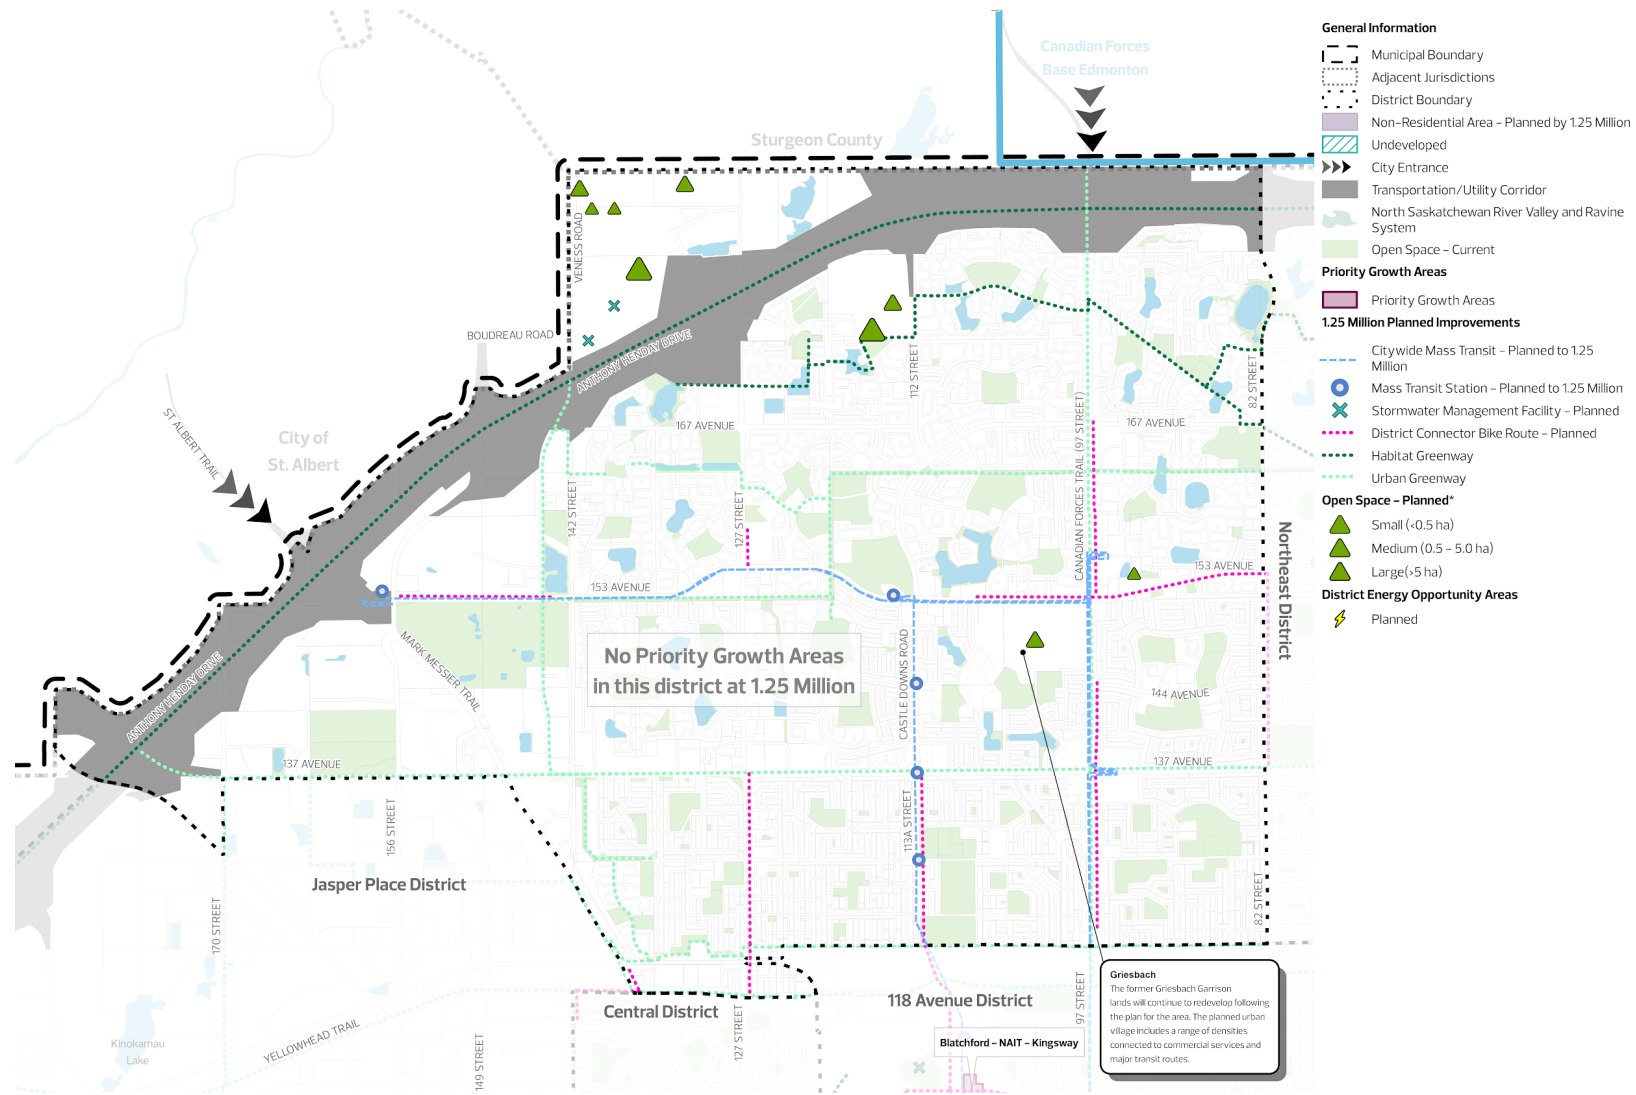 Canadian Forces
Base Edmonton
Sturgeon County
VENESS ROAD
BOUDREAU ROAD
ANTHONY HENDAY DRIVE
112 STREET
82 STREET
ST ALBERT TRAIL
City of
St. Albert
167 AVENUE
167 AVENUE
CANADIAN FORCES TRAIL (97 STREET)
142 STREET
127 STREET
153 AVENUE
153 AVENUE
Northeast District
MARK MESSIER TRAIL
No Priority Growth Areas
in this district at 1.25 Million
CASTLE DOWNS ROAD
ANTHONY HENDAY DRIVE
144 AVENUE
137 AVENUE
137 AVENUE
156 STREET
113A STREET
Jasper Place District
82 STREET
170 STREET
118 Avenue District
Central District
97 STREET
127 STREET
149 STREET
YELLOWHEAD TRAIL
Kinokamau
Lake
Blatchford – NAIT – Kingsway
Griesbach
The former Griesbach Garrison
lands will continue to redevelop following
the plan for the area. The planned urban
village includes a range of densities
connected to commercial services and
major transit routes.
General Information
Municipal Boundary
Adjacent Jurisdictions
District Boundary
Non-Residential Area – Planned by 1.25 Million
Undeveloped
City Entrance
Transportation/Utility Corridor
North Saskatchewan River Valley and Ravine
System
Open Space – Current
Priority Growth Areas
Priority Growth Areas
1.25 Million Planned Improvements
Citywide Mass Transit – Planned to 1.25
Million
Mass Transit Station – Planned to 1.25 Million
Stormwater Management Facility – Planned
District Connector Bike Route – Planned
Habitat Greenway
Urban Greenway
Open Space – Planned*
Small (<0.5 ha)
Medium (0.5 – 5.0 ha)
Large(>5 ha)
District Energy Opportunity Areas
Planned